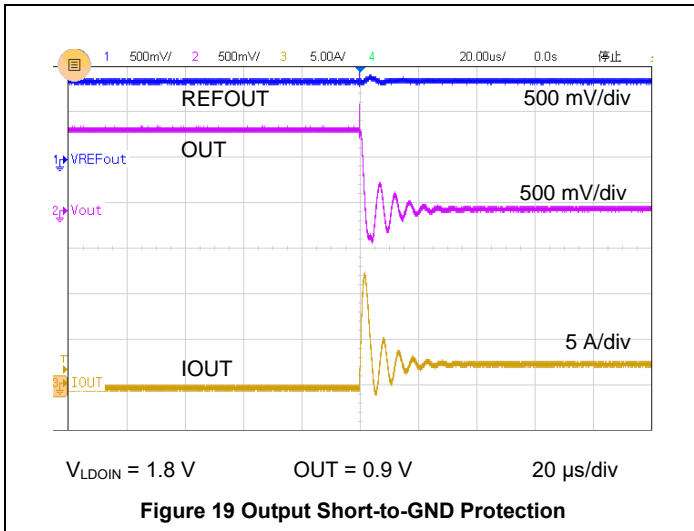 1 500mV/ 2 500mV/ 3 5.00A/ 4 20.00us/ 0.0s 停止
REFOUT 500 mV/div
OUT
1 VREFout
500 mV/div
2 Vout
5 A/div
T
IOUT
3 IOUT
V_LDOIN = 1.8 V OUT = 0.9 V 20 µs/div
Figure 19 Output Short-to-GND Protection